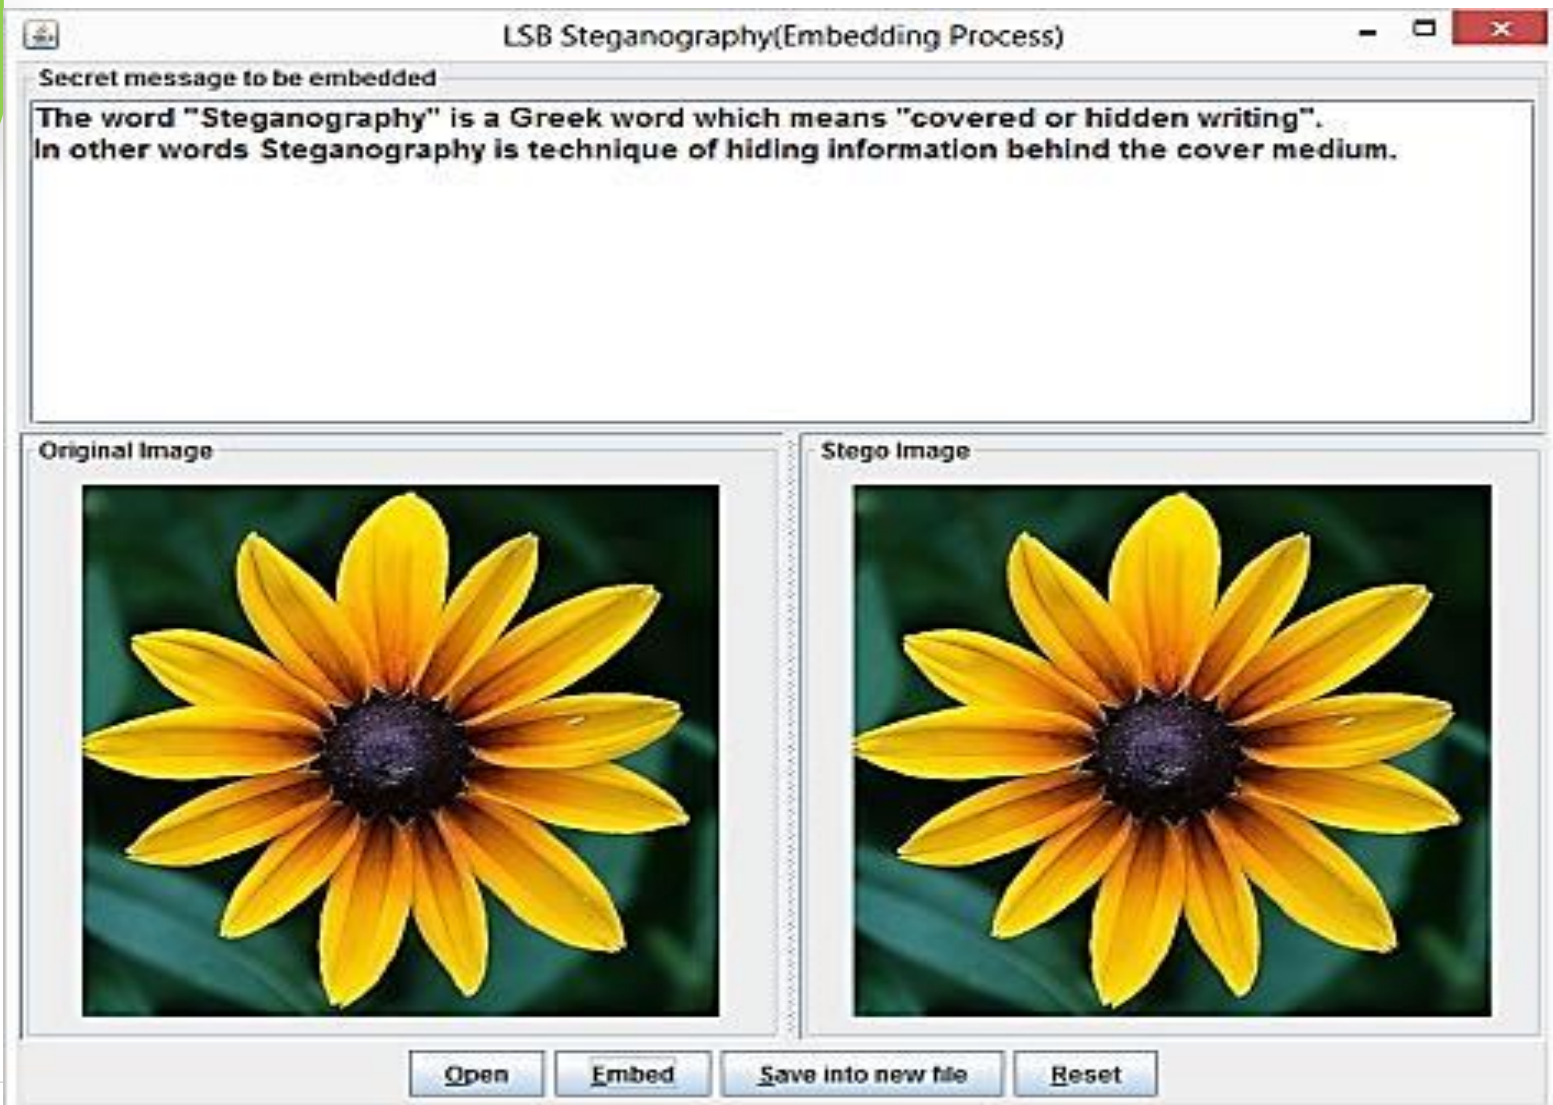 LSB Steganography(Embedding Process)
Secret message to be embedded
The word "Steganography" is a Greek word which means "covered or hidden writing".
In other words Steganography is technique of hiding information behind the cover medium.
Original Image
Stego Image
Open
Embed
Save into new file
Reset